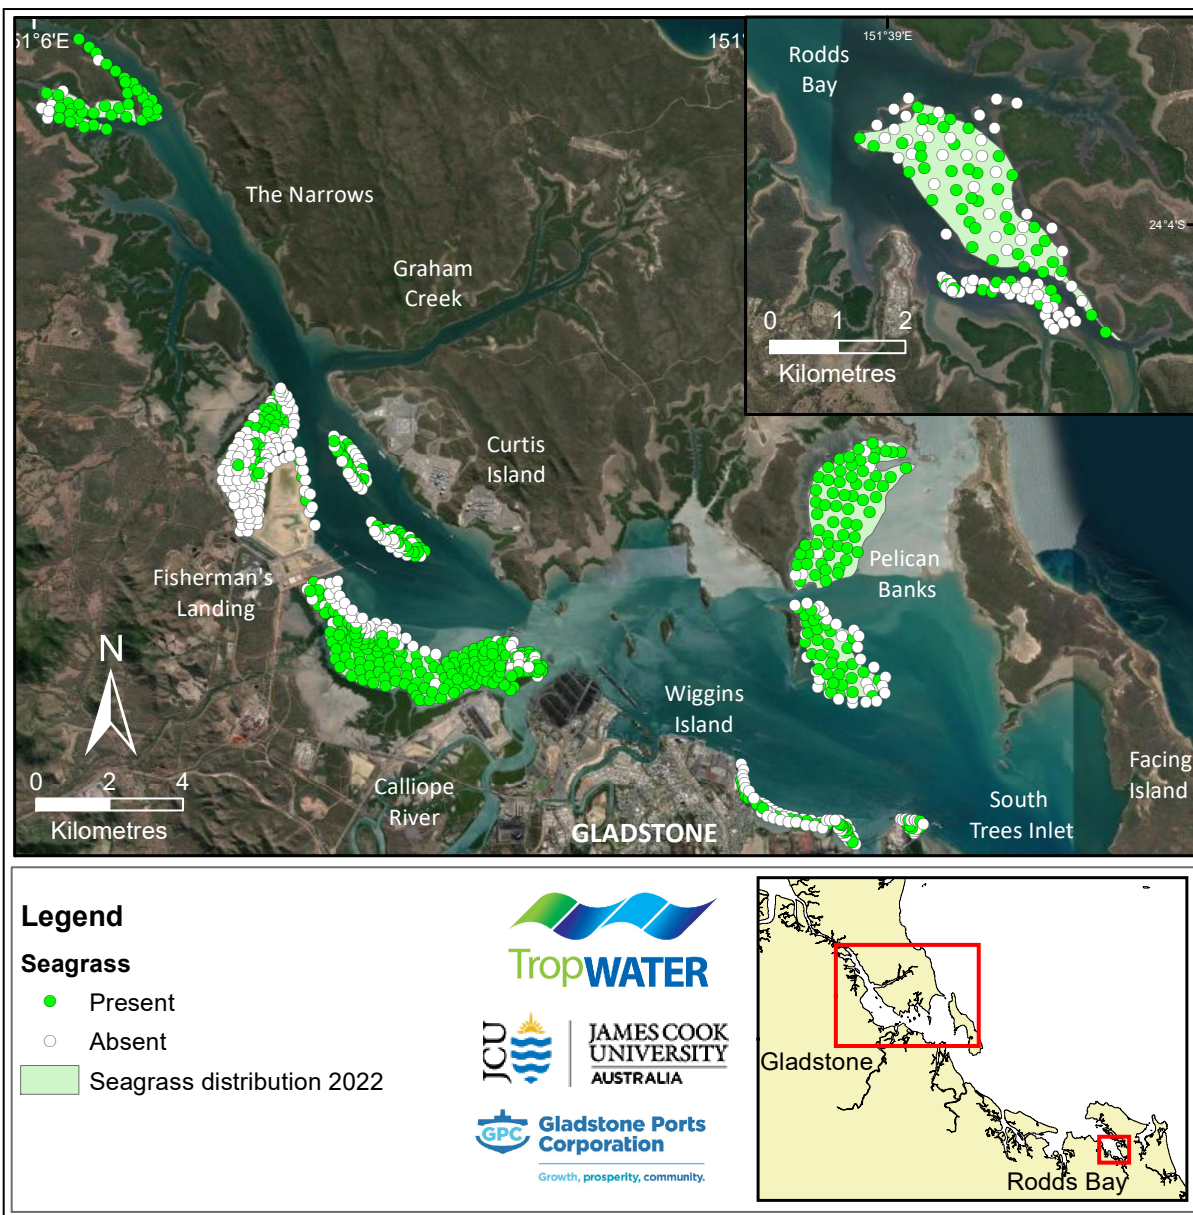 51°6'E
151°
151°39'E
Rodds
Bay
24°4'S
0 1 2
Kilometres
The Narrows
Graham
Creek
Curtis
Island
Fisherman's
Landing
Pelican
Banks
N
Wiggins
Island
0 2 4
Kilometres
Calliope
River
GLADSTONE
South
Trees Inlet
Facing
Island
Legend
Seagrass
Present
Absent
Seagrass distribution 2022
TropWATER
JCU
JAMES COOK
UNIVERSITY
AUSTRALIA
GPC
Gladstone Ports
Corporation
Growth, prosperity, community.
Gladstone
Rodds Bay